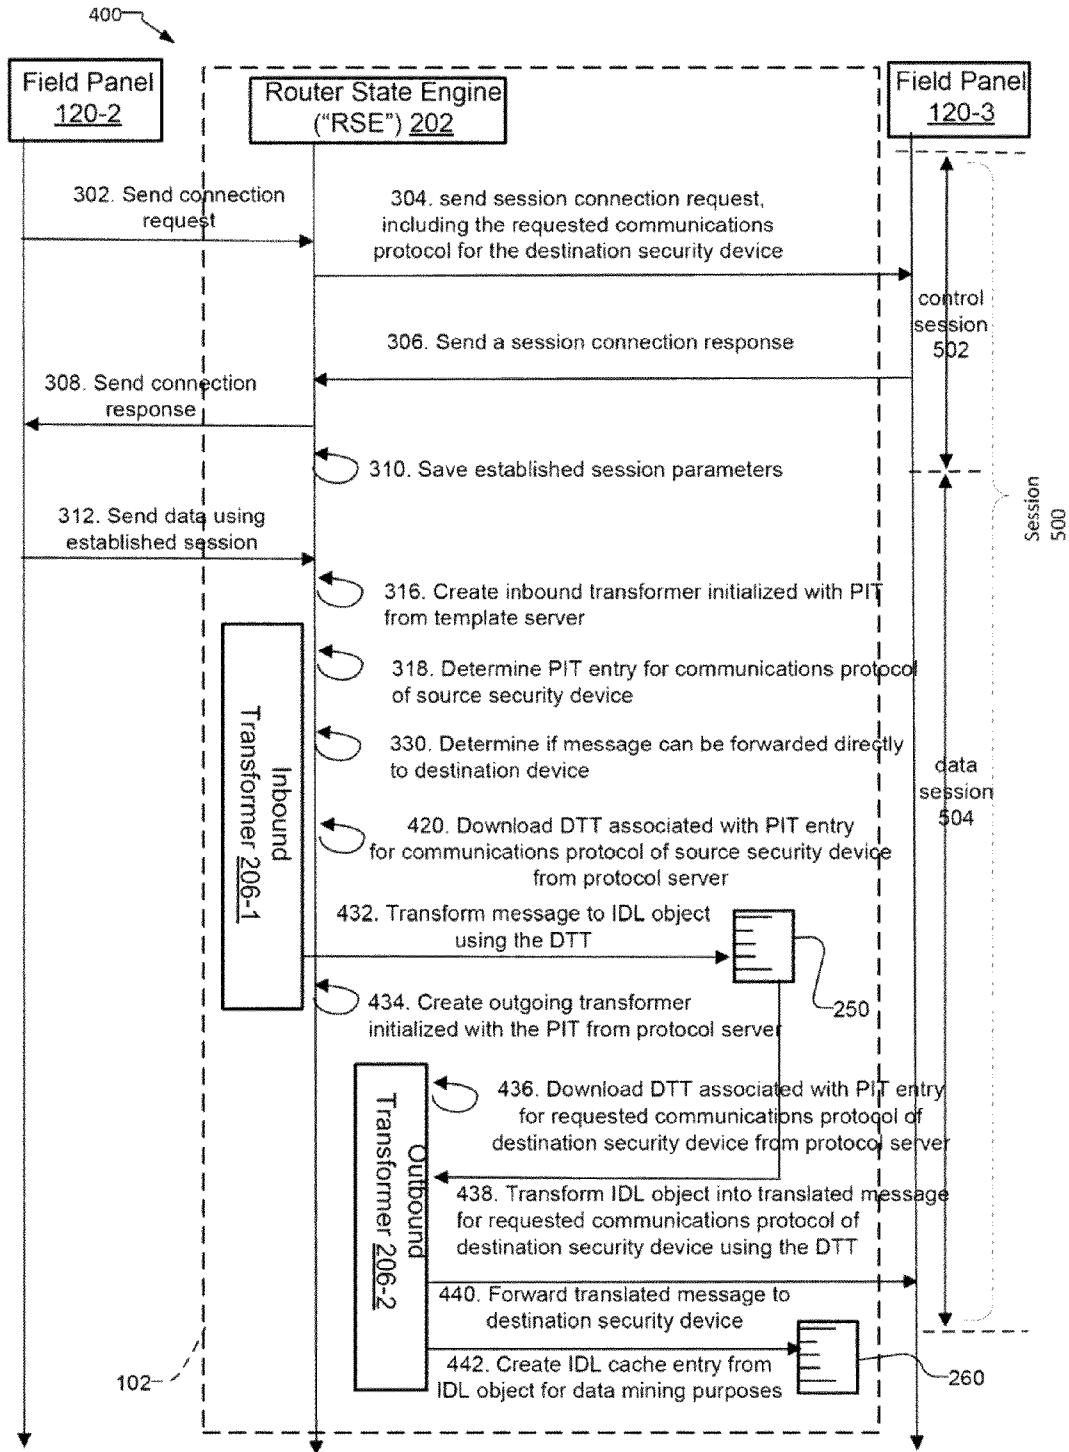 400
Field Panel
120-2
Router State Engine
("RSE") 202
Field Panel
120-3
302. Send connection
request
304. send session connection request,
including the requested communications
protocol for the destination security device
control
session
502
306. Send a session connection response
308. Send connection
response
310. Save established session parameters
Session
500
312. Send data using
established session
316. Create inbound transformer initialized with PIT
from template server
Inbound
Transformer 206-1
318. Determine PIT entry for communications protocol
of source security device
330. Determine if message can be forwarded directly
to destination device
data
session
504
420. Download DTT associated with PIT entry
for communications protocol of source security device
from protocol server
432. Transform message to IDL object
using the DTT
250
434. Create outgoing transformer
initialized with the PIT from protocol server
Outbound
Transformer 206-2
436. Download DTT associated with PIT entry
for requested communications protocol of
destination security device from protocol server
438. Transform IDL object into translated message
for requested communications protocol of
destination security device using the DTT
440. Forward translated message to
destination security device
442. Create IDL cache entry from
IDL object for data mining purposes
260
102